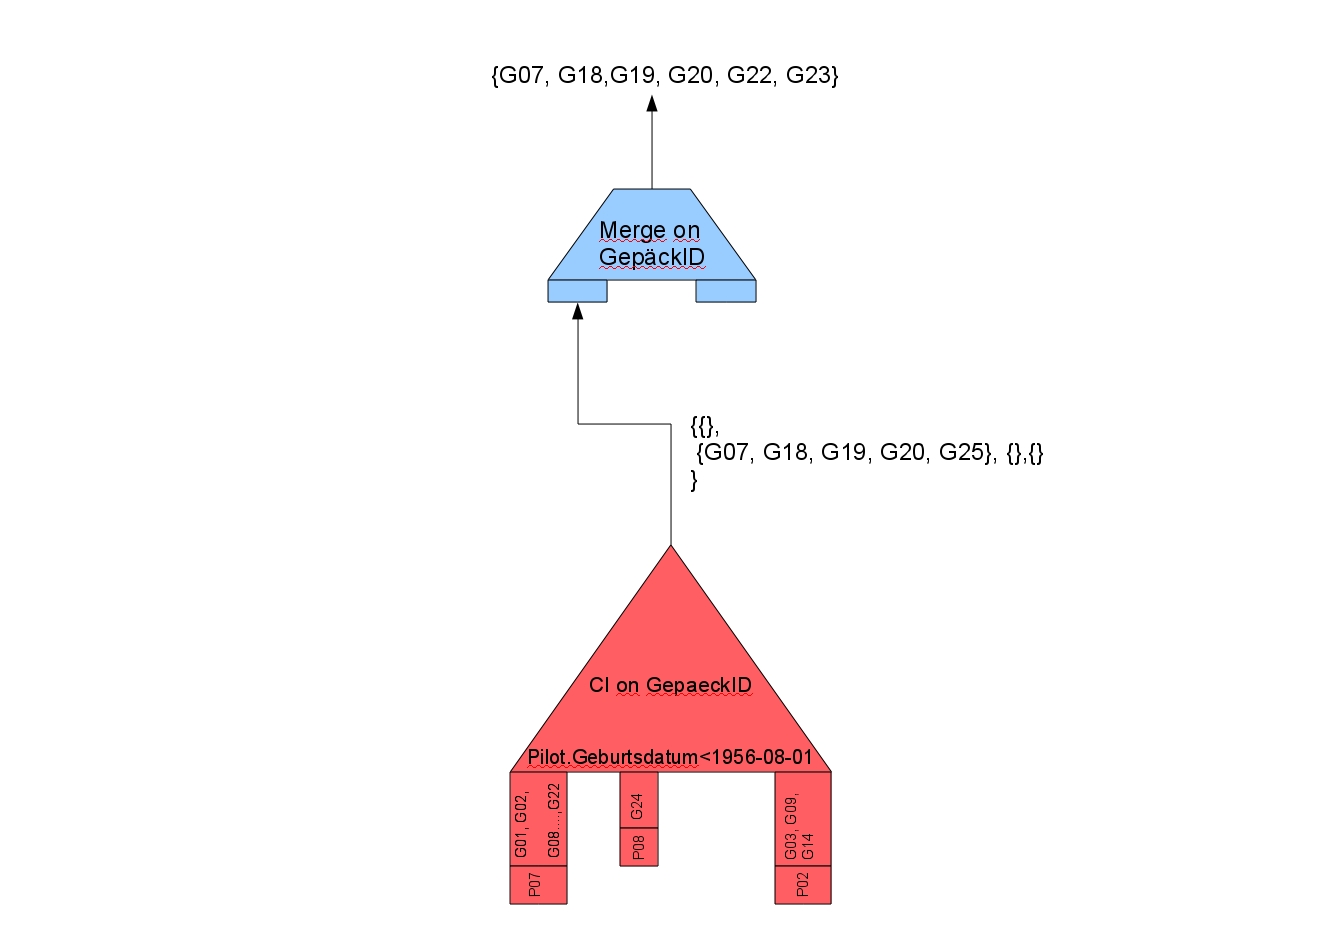 {G07, G18,G19, G20, G22, G23}
Merge on
GepäckID
{{},
{G07, G18, G19, G20, G25}, {},{}
}
CI on GepaeckID
Pilot.Geburtsdatum<1956-08-01
G01, G02,
G08....,G22
P07
G24
P08
G03, G09,
G14
P02